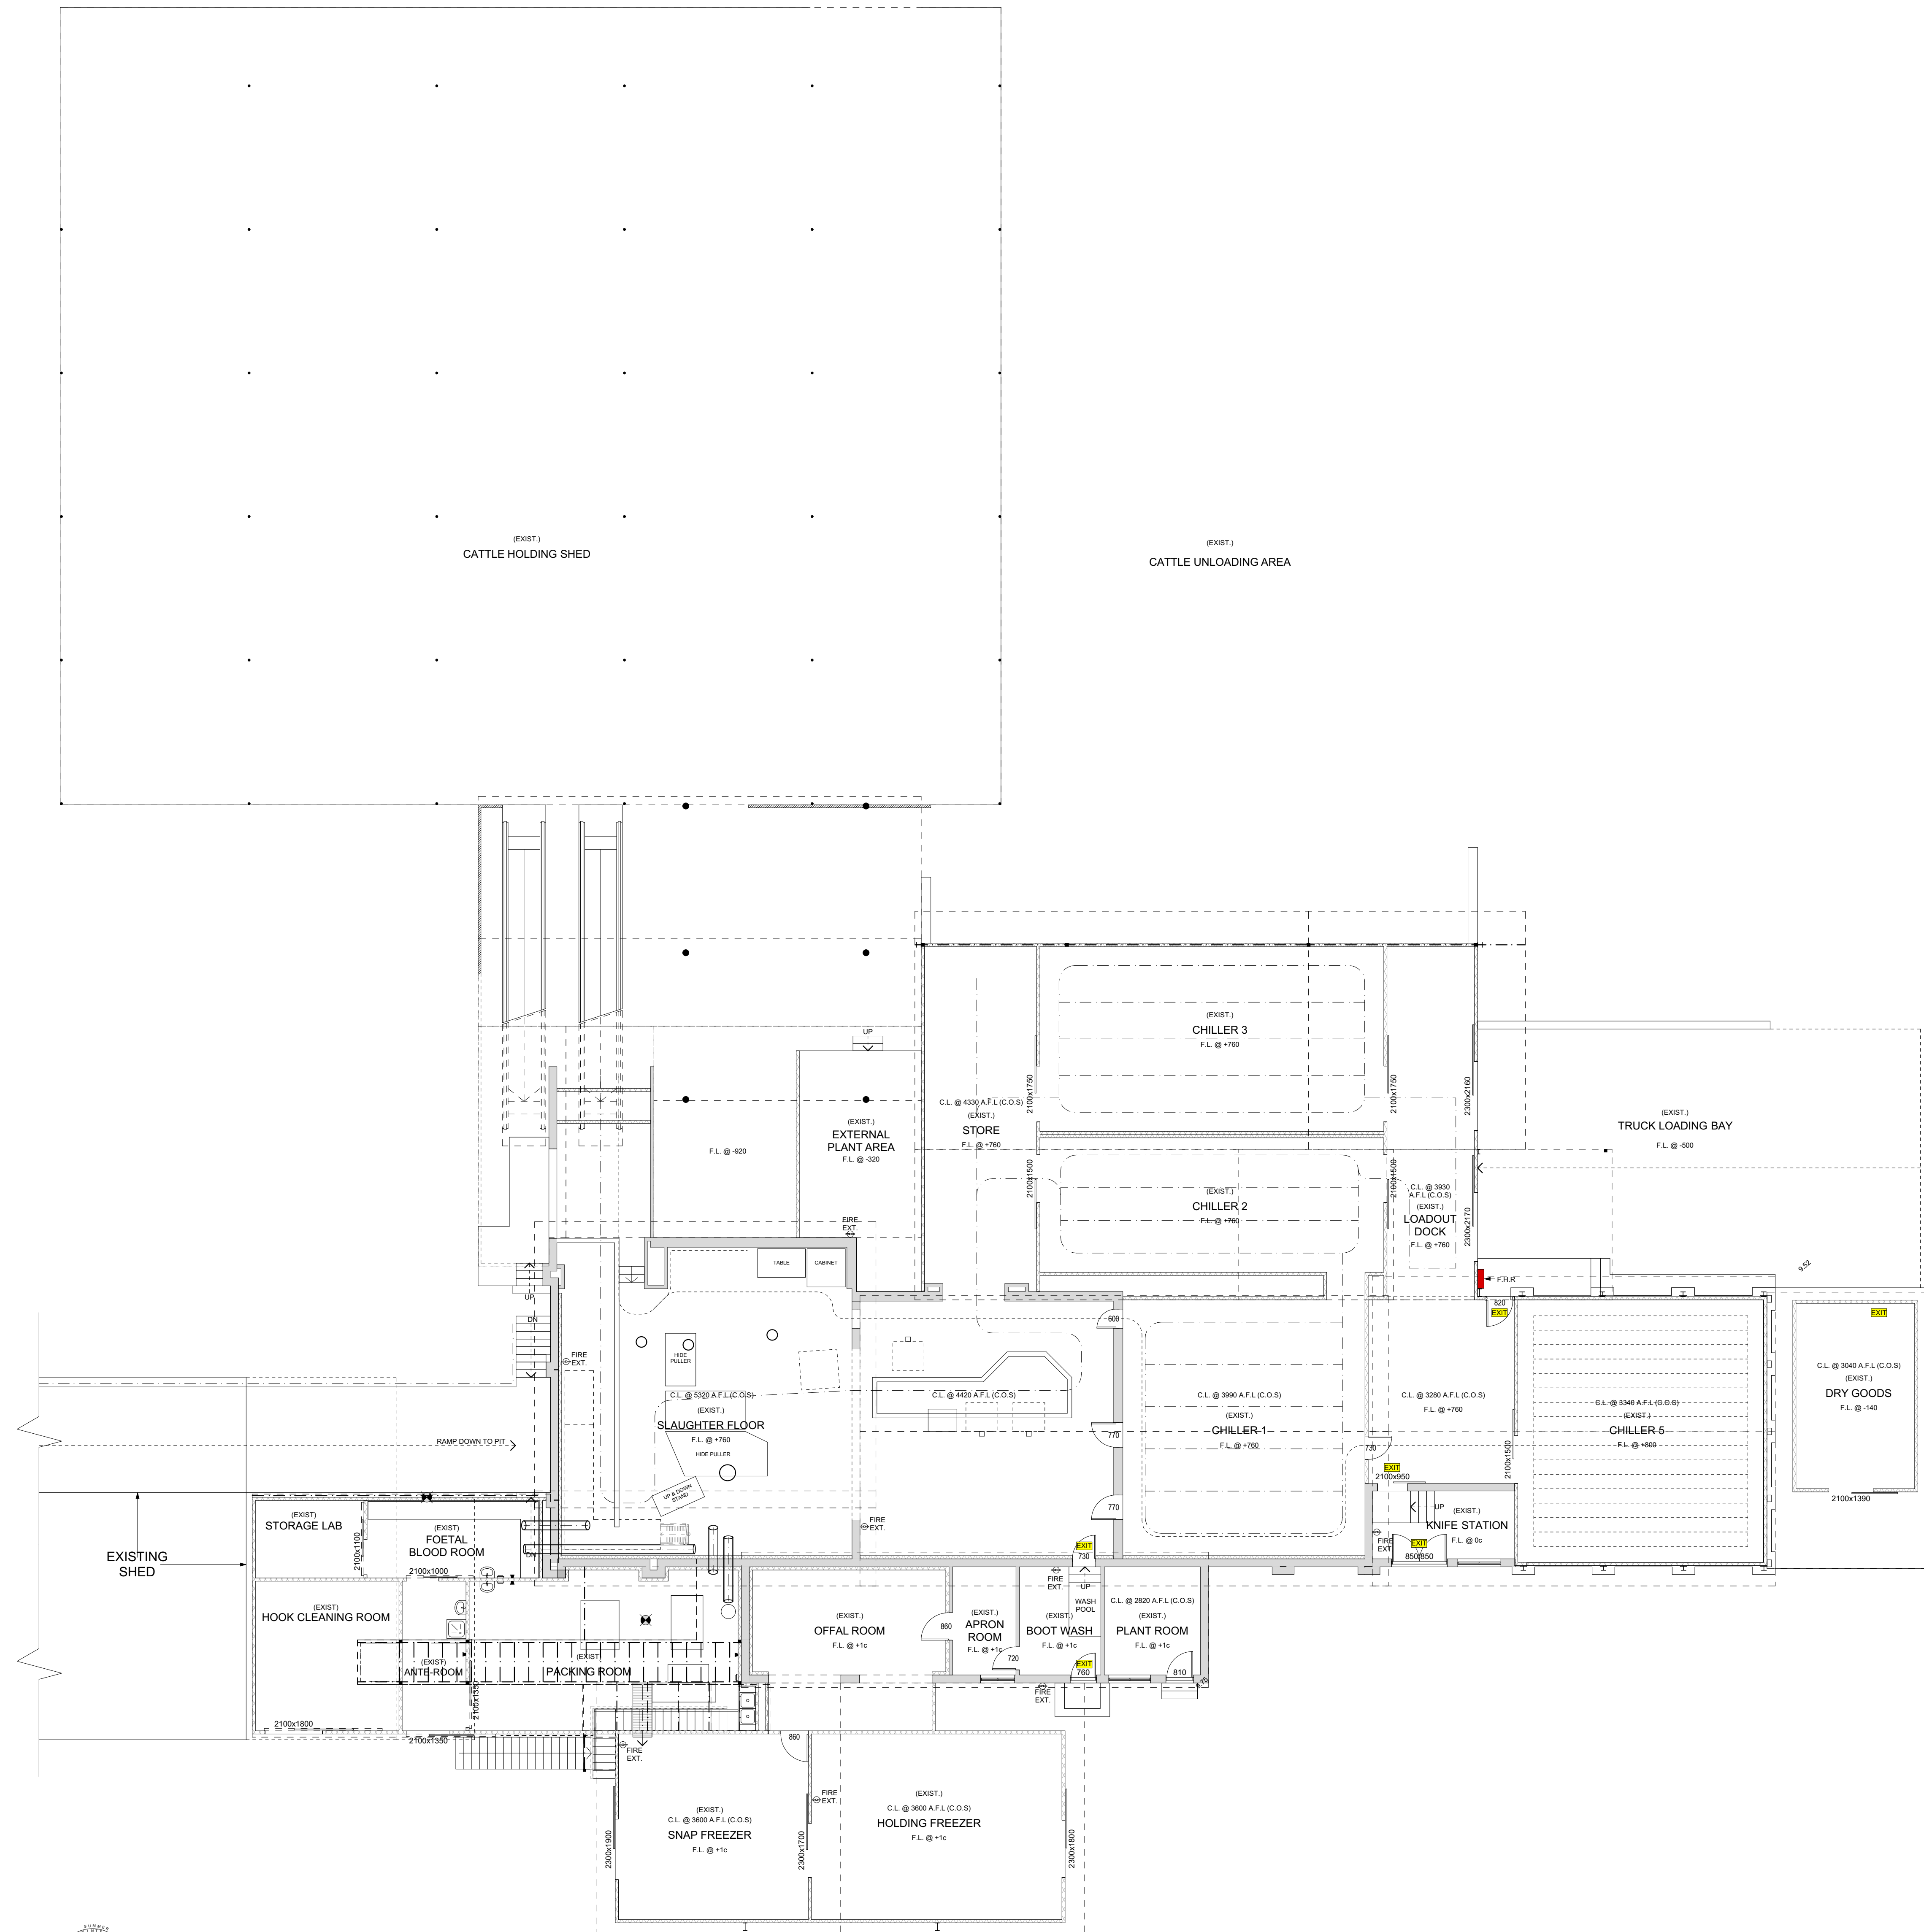 (EXIST.)
CATTLE HOLDING SHED
(EXIST.)
CATTLE UNLOADING AREA
UP
(EXIST.)
CHILLER 3
F.L. @ +760
2100x1750
2100x1750
2300x2160
C.L. @ 4330 A.F.L (C.O.S)
(EXIST.)
STORE
F.L. @ +760
(EXIST.)
EXTERNAL
PLANT AREA
F.L. @ -320
F.L. @ -920
(EXIST.)
TRUCK LOADING BAY
F.L. @ -500
2100x1500
2100x1500
(EXIST.)
CHILLER 2
F.L. @ +760
C.L. @ 3930
A.F.L (C.O.S)
(EXIST.)
LOADOUT
DOCK
F.L. @ +760
2300x2170
FIRE
EXT.
TABLE
CABINET
UP
DN
F.H.R
9.52
820
EXIT
EXIT
600
FIRE
EXT.
HIDE
PULLER
C.L. @ 5320 A.F.L (C.O.S)
(EXIST.)
SLAUGHTER FLOOR
F.L. @ +760
HIDE PULLER
UP & DOWN
STAND
C.L. @ 4420 A.F.L (C.O.S)
770
770
C.L. @ 3990 A.F.L (C.O.S)
(EXIST.)
CHILLER 1
F.L. @ +760
C.L. @ 3280 A.F.L (C.O.S)
F.L. @ +760
730
EXIT
2100x950
2100x1500
C.L. @ 3340 A.F.L (C.O.S)
(EXIST.)
CHILLER 5
F.L. @ +800
C.L. @ 3040 A.F.L (C.O.S)
(EXIST.)
DRY GOODS
F.L. @ -140
2100x1390
RAMP DOWN TO PIT
UP
(EXIST.)
KNIFE STATION
F.L. @ 0c
FIRE
EXT.
EXIT
850/850
FIRE
EXT.
EXIT
730
(EXIST)
STORAGE LAB
2100x1100
(EXIST)
FOETAL
BLOOD ROOM
2100x1000
DN
EXISTING
SHED
(EXIST)
HOOK CLEANING ROOM
(EXIST)
ANTE-ROOM
(EXIST)
PACKING ROOM
2100x1800
2100x1350
2100x1350
(EXIST.)
OFFAL ROOM
F.L. @ +1c
860
(EXIST.)
APRON
ROOM
F.L. @ +1c
720
FIRE
EXT.
UP
WASH
POOL
(EXIST.)
BOOT WASH
F.L. @ +1c
EXIT
760
C.L. @ 2820 A.F.L (C.O.S)
(EXIST.)
PLANT ROOM
F.L. @ +1c
810
9.75
FIRE
EXT.
FIRE
EXT.
860
(EXIST.)
C.L. @ 3600 A.F.L (C.O.S)
SNAP FREEZER
F.L. @ +1c
2300x1900
2300x1700
FIRE
EXT.
(EXIST.)
C.L. @ 3600 A.F.L (C.O.S)
HOLDING FREEZER
F.L. @ +1c
2300x1800
SUMMER